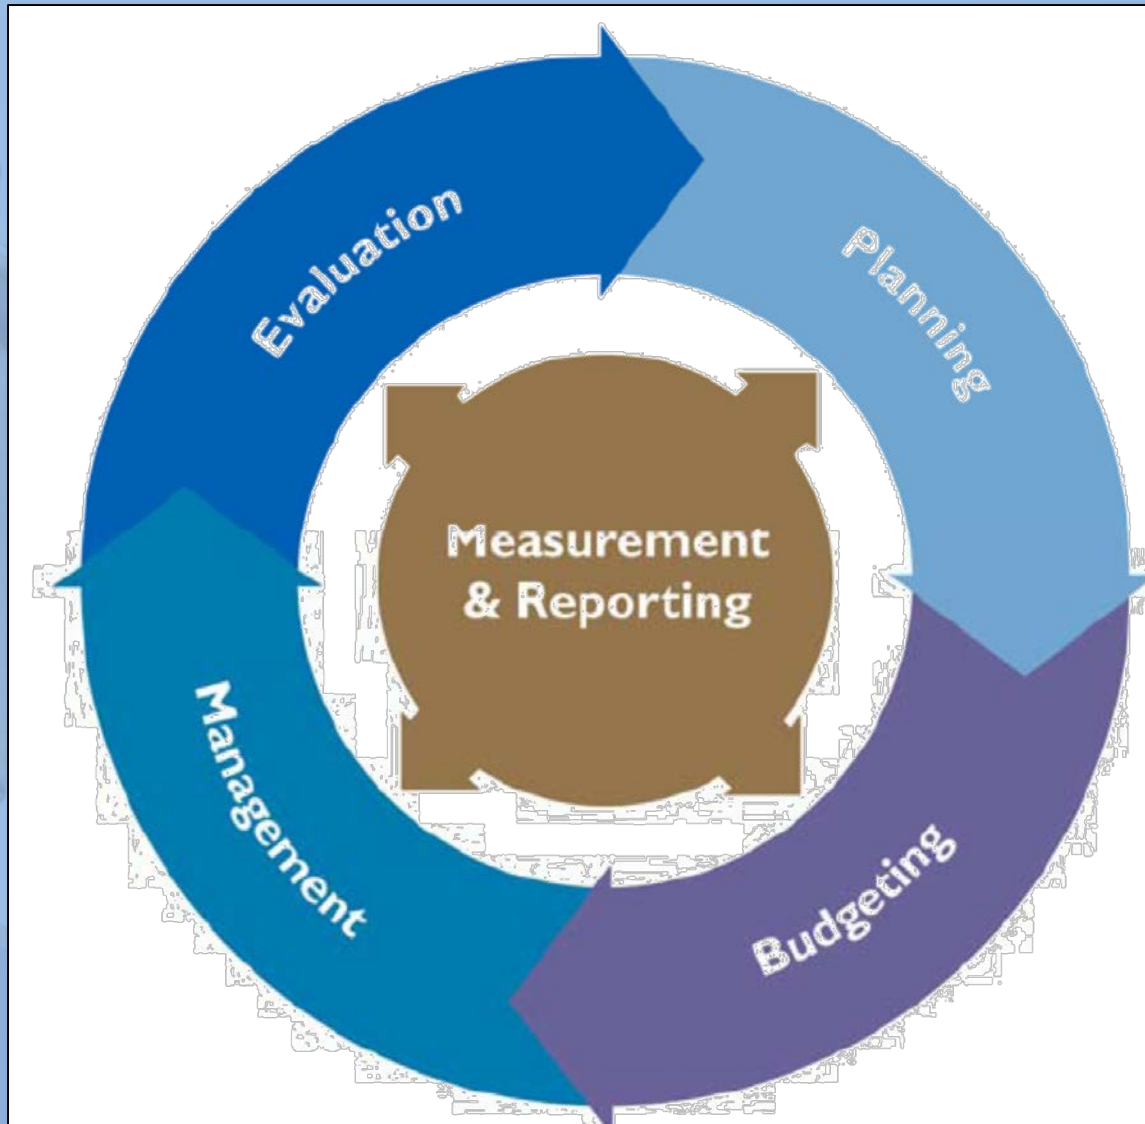 Evaluation
Planning
Measurement
& Reporting
Management
Budgeting